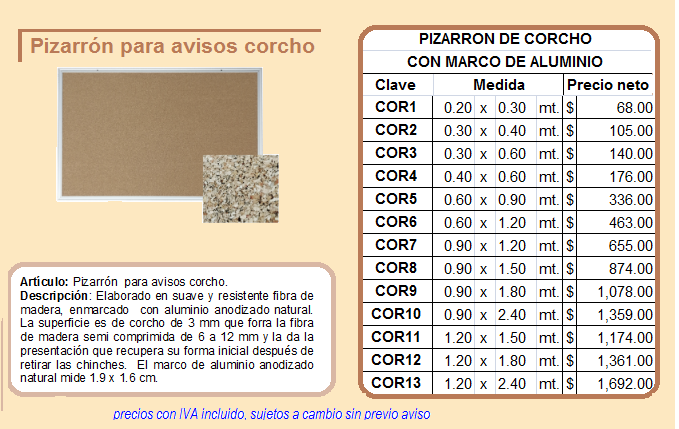 Pizarrón para avisos corcho
Artículo: Pizarrón para avisos corcho.
Descripción: Elaborado en suave y resistente fibra de
madera, enmarcado con aluminio anodizado natural.
La superficie es de corcho de 3 mm que forra la fibra
de madera semi comprimida de 6 a 12 mm y la da la
presentación que recupera su forma inicial después de
retirar las chinches. El marco de aluminio anodizado
natural mide 1.9 x 1.6 cm.
PIZARRON DE CORCHO
CON MARCO DE ALUMINIO
Clave Medida Precio neto
COR1 0.20 x 0.30 mt. $ 68.00
COR2 0.30 x 0.40 mt. $ 105.00
COR3 0.30 x 0.60 mt. $ 140.00
COR4 0.40 x 0.60 mt. $ 176.00
COR5 0.60 x 0.90 mt. $ 336.00
COR6 0.60 x 1.20 mt. $ 463.00
COR7 0.90 x 1.20 mt. $ 655.00
COR8 0.90 x 1.50 mt. $ 874.00
COR9 0.90 x 1.80 mt. $ 1,078.00
COR10 0.90 x 2.40 mt. $ 1,359.00
COR11 1.20 x 1.50 mt. $ 1,174.00
COR12 1.20 x 1.80 mt. $ 1,361.00
COR13 1.20 x 2.40 mt. $ 1,692.00
precios con IVA incluido, sujetos a cambio sin previo aviso